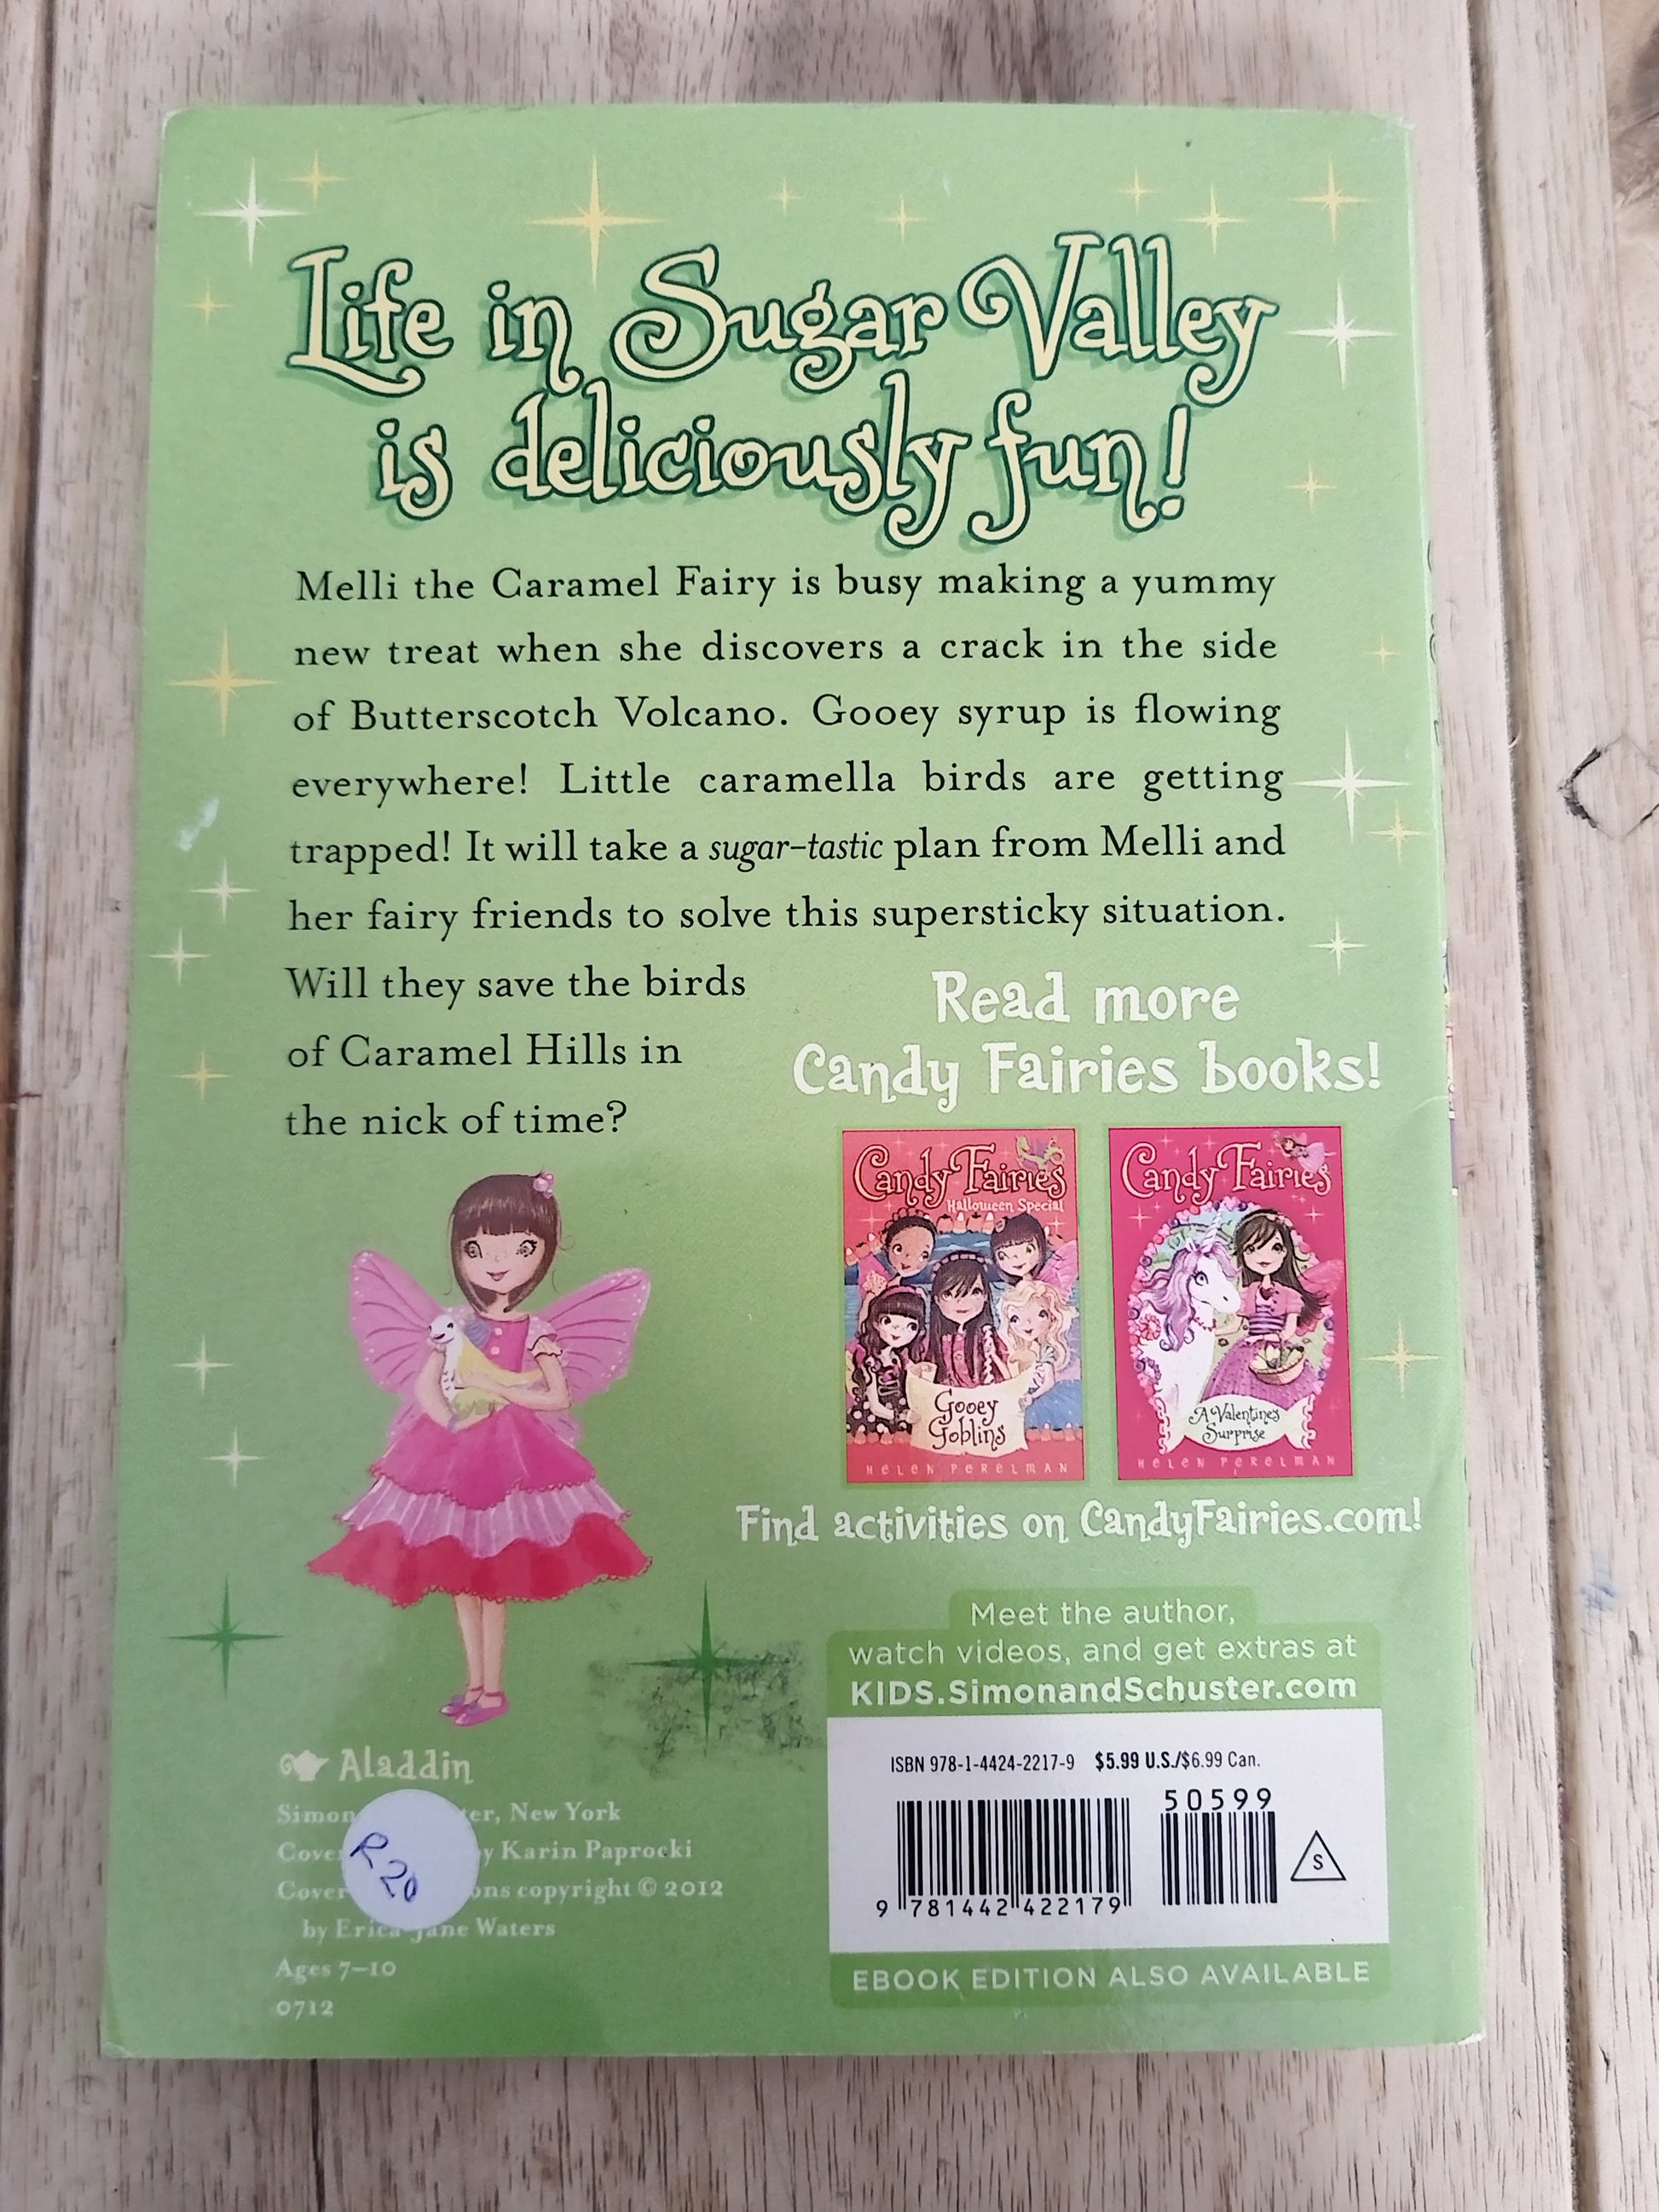 Life in Sugar Valley
is deliciously fun!
Melli the Caramel Fairy is busy making a yummy
new treat when she discovers a crack in the side
of Butterscotch Volcano. Gooey syrup is flowing
everywhere! Little caramella birds are getting
trapped! It will take a sugar-tastic plan from Melli and
her fairy friends to solve this supersticky situation.
Will they save the birds
of Caramel Hills in
the nick of time?
Read more
Candy Fairies books!
Candy Fairies
Halloween Special
Gooey
Goblins
HELEN PERELMAN
Candy Fairies
A Valentine's
Surprise
HELEN PERELMAN
Find activities on CandyFairies.com!
Meet the author,
watch videos, and get extras at
KIDS.SimonandSchuster.com
ISBN 978-1-4424-2217-9 $5.99 U.S./$6.99 Can.
50599
9 781442 422179
S
EBOOK EDITION ALSO AVAILABLE
Aladdin
Simon er, New York
Cove y Karin Paprocki
Cover ons copyright © 2012
by Erica-Jane Waters
Ages 7–10
0712
R20